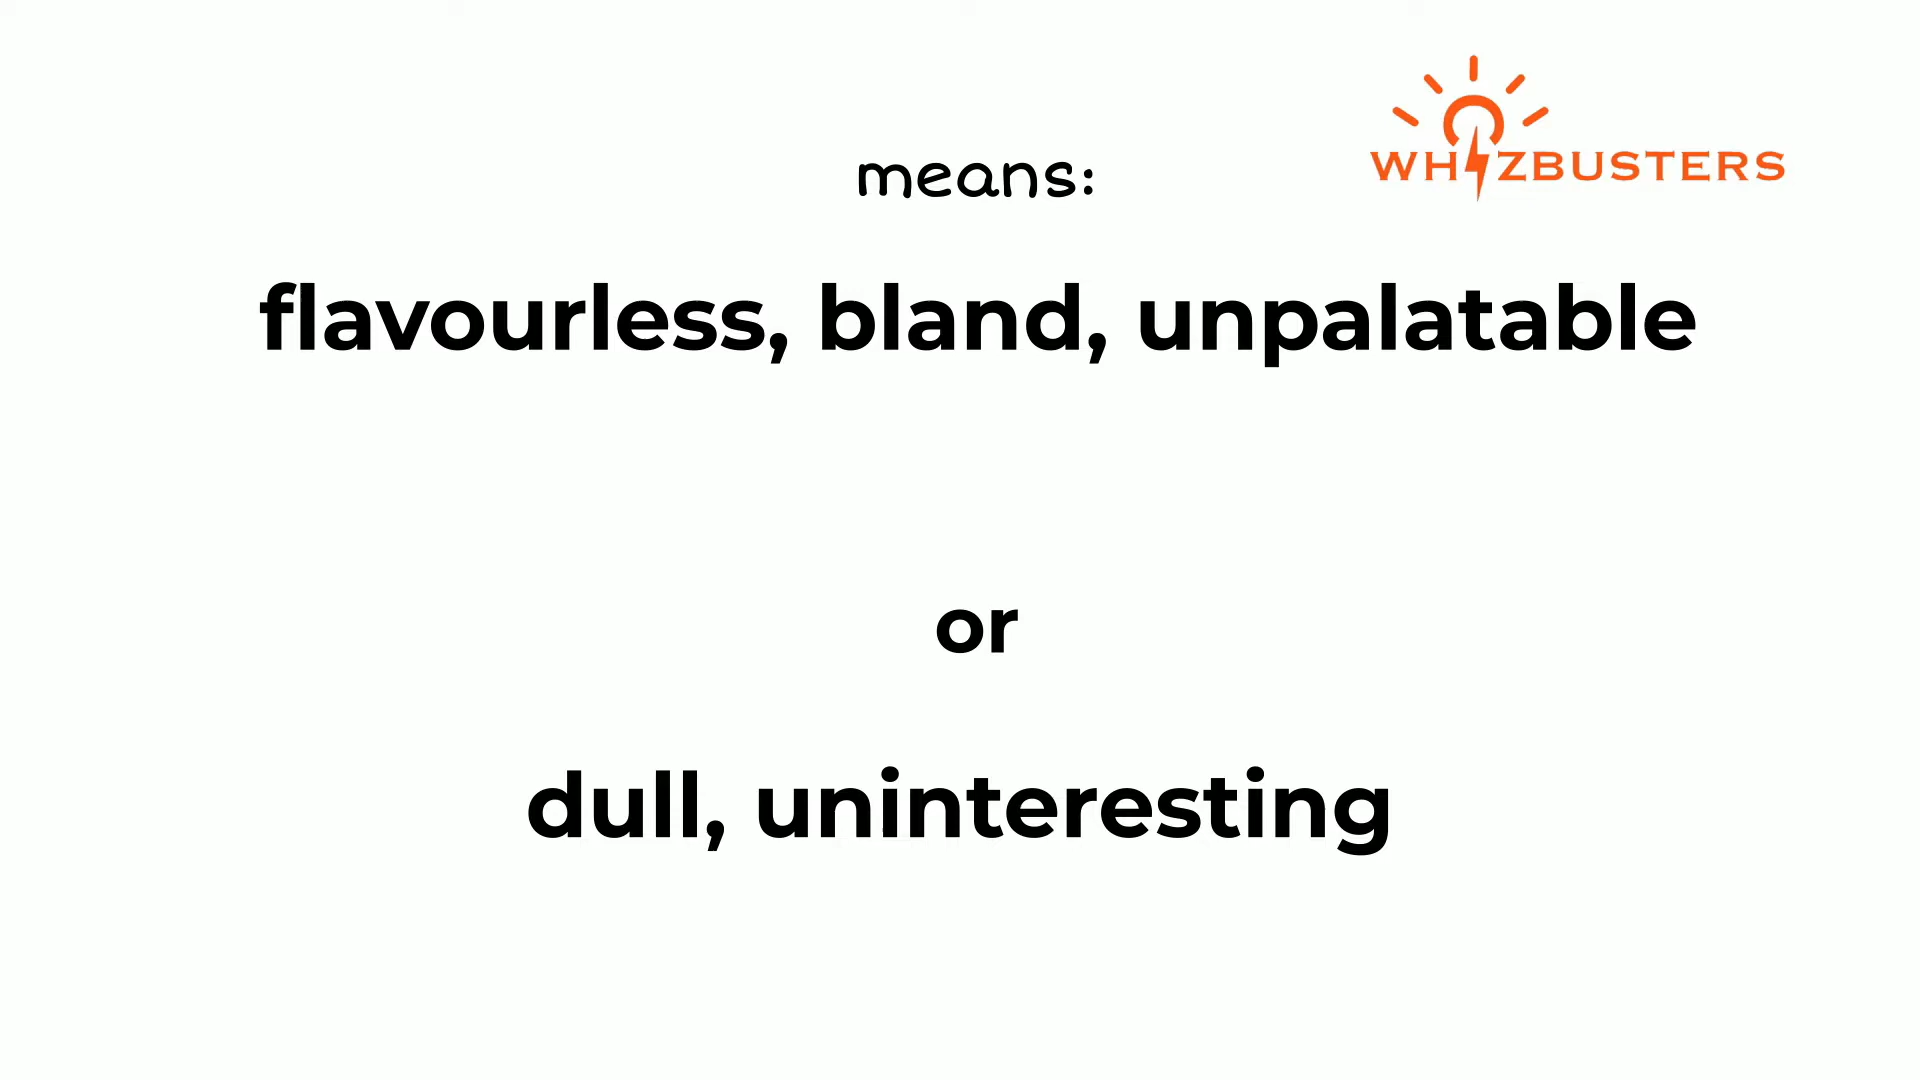 WHIZBUSTERS
means:
flavourless, bland, unpalatable
or
dull, uninteresting